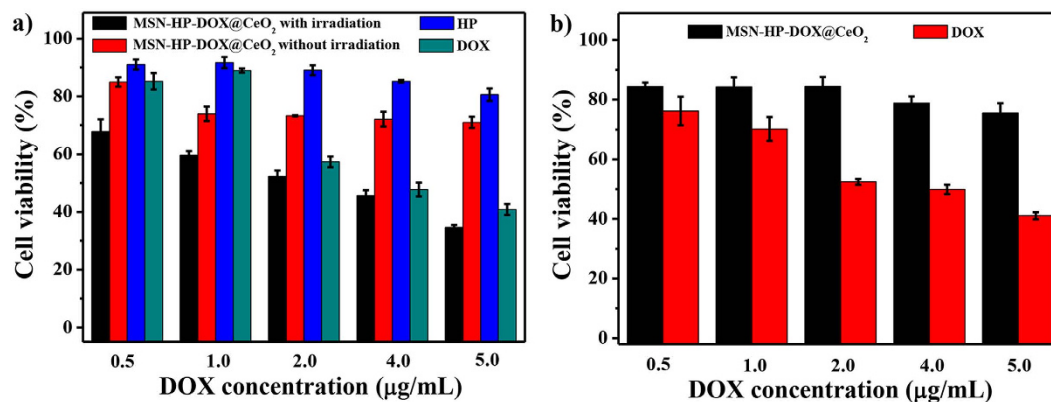 a)
MSN-HP-DOX@CeO₂ with irradiation
HP
MSN-HP-DOX@CeO₂ without irradiation
DOX
100
80
60
40
20
0
Cell viability (%)
0.5 1.0 2.0 4.0 5.0
DOX concentration (μg/mL)
b)
MSN-HP-DOX@CeO₂
DOX
100
80
60
40
20
0
Cell viability (%)
0.5 1.0 2.0 4.0 5.0
DOX concentration (μg/mL)